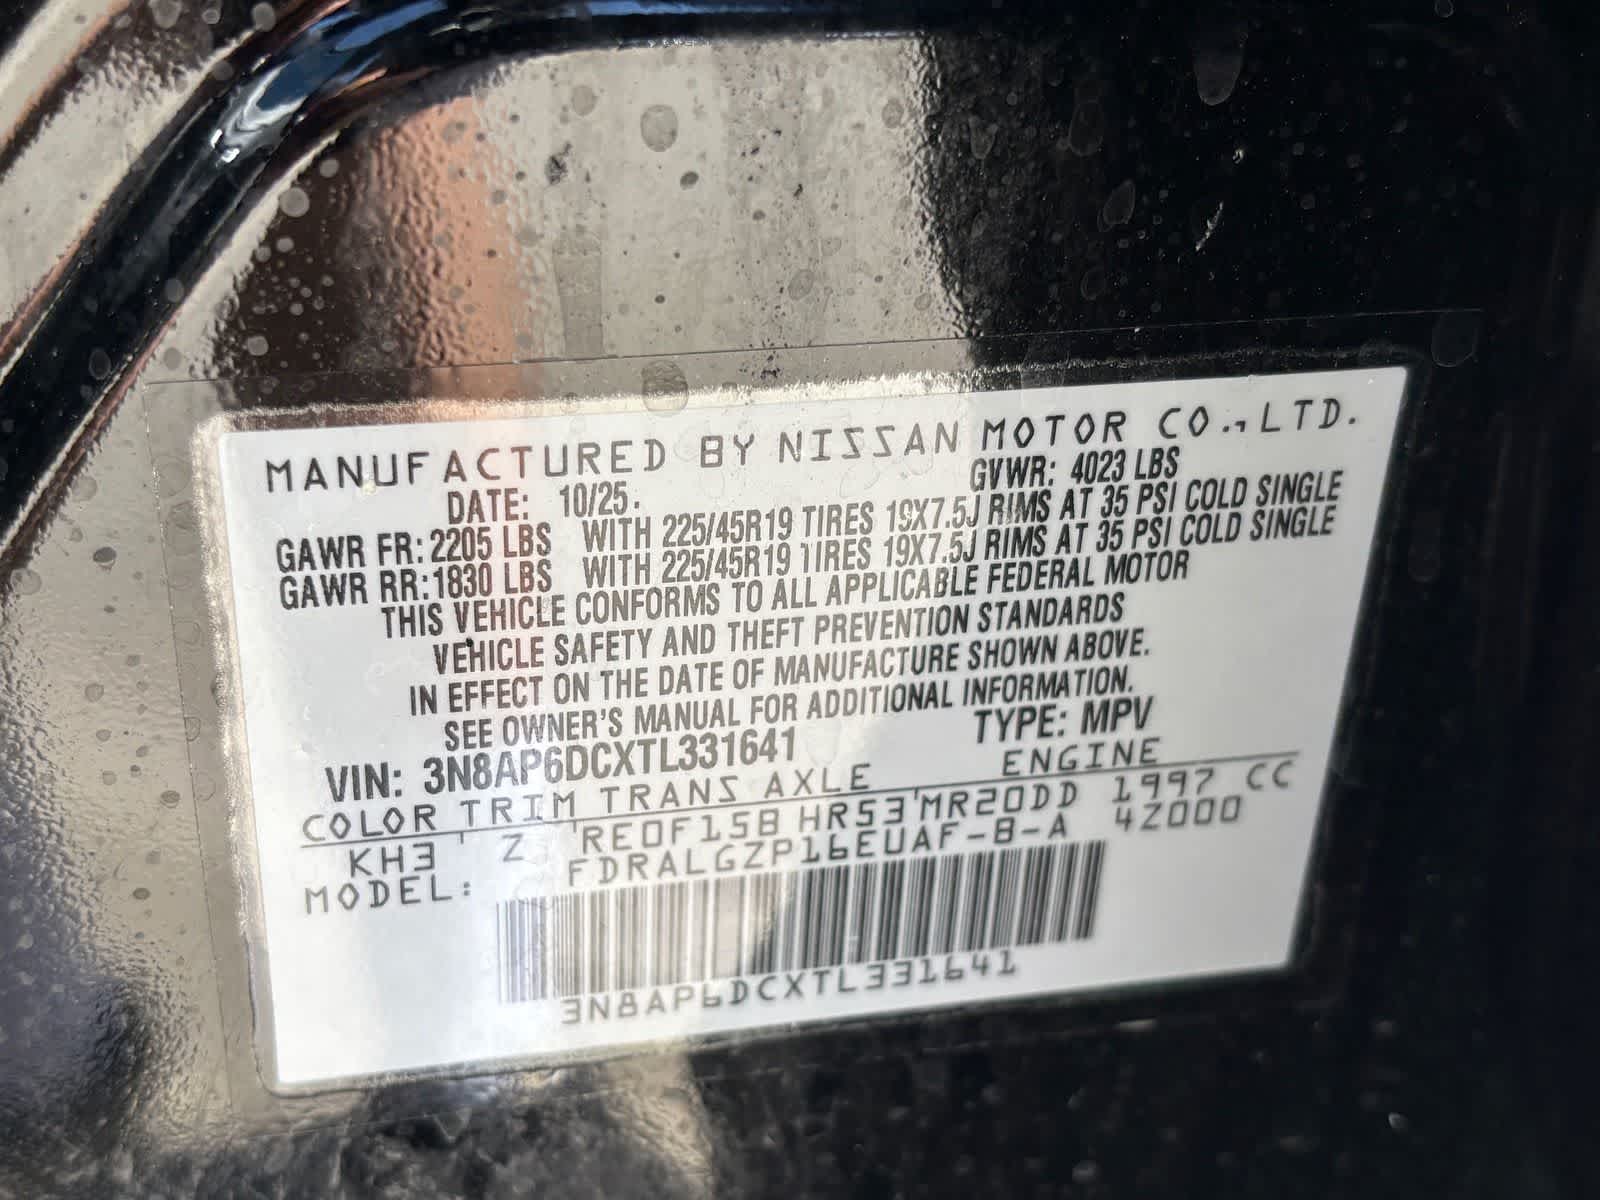 MANUFACTURED BY NISSAN MOTOR CO.,LTD.
DATE: 10/25. GVWR: 4023 LBS
GAWR FR: 2205 LBS WITH 225/45R19 TIRES 19X7.5J RIMS AT 35 PSI COLD SINGLE
GAWR RR: 1830 LBS WITH 225/45R19 TIRES 19X7.5J RIMS AT 35 PSI COLD SINGLE
THIS VEHICLE CONFORMS TO ALL APPLICABLE FEDERAL MOTOR
VEHICLE SAFETY AND THEFT PREVENTION STANDARDS
IN EFFECT ON THE DATE OF MANUFACTURE SHOWN ABOVE.
SEE OWNER'S MANUAL FOR ADDITIONAL INFORMATION.
VIN: 3N8AP6DCXTL331641 TYPE: MPV
COLOR TRIM TRANS AXLE ENGINE
KH3 Z RE0F15B HR53 MR20DD 1997 CC
MODEL: FDRALGZP16EUAF-B-A 4Z000
3N8AP6DCXTL331641